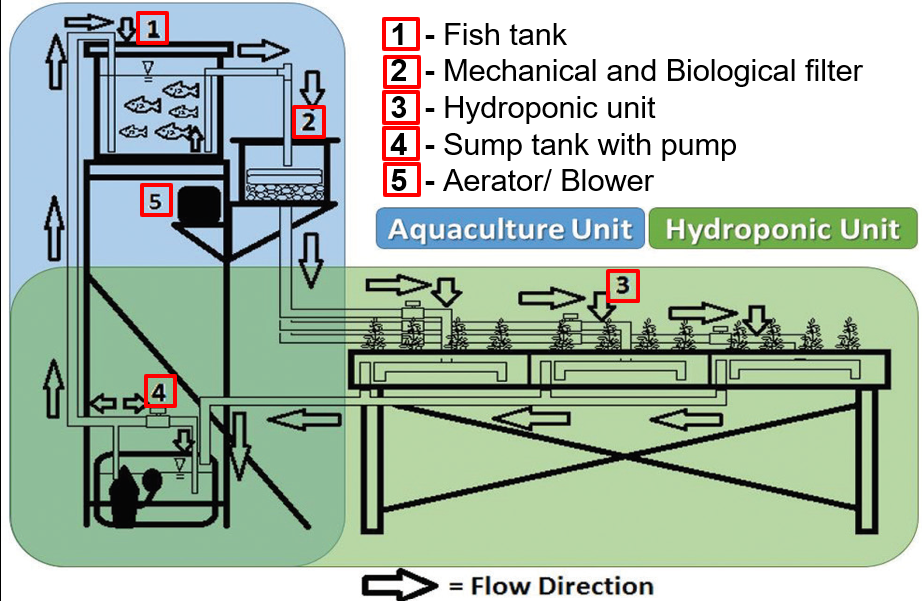 1 - Fish tank
2 - Mechanical and Biological filter
3 - Hydroponic unit
4 - Sump tank with pump
5 - Aerator/ Blower
Aquaculture Unit
Hydroponic Unit
1
2
5
3
4
= Flow Direction